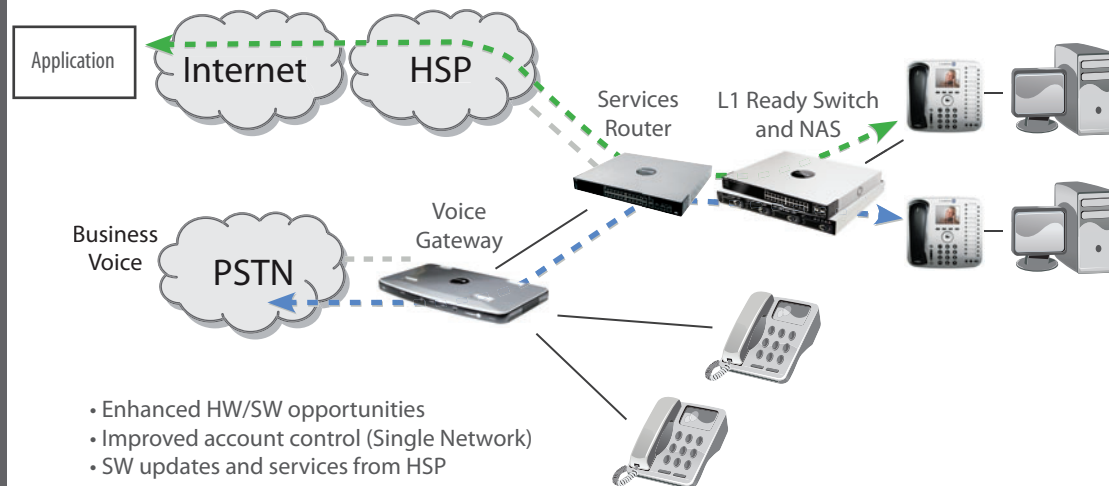 Application
Internet
HSP
Services
Router
L1 Ready Switch
and NAS
Business
Voice
PSTN
Voice
Gateway
• Enhanced HW/SW opportunities
• Improved account control (Single Network)
• SW updates and services from HSP